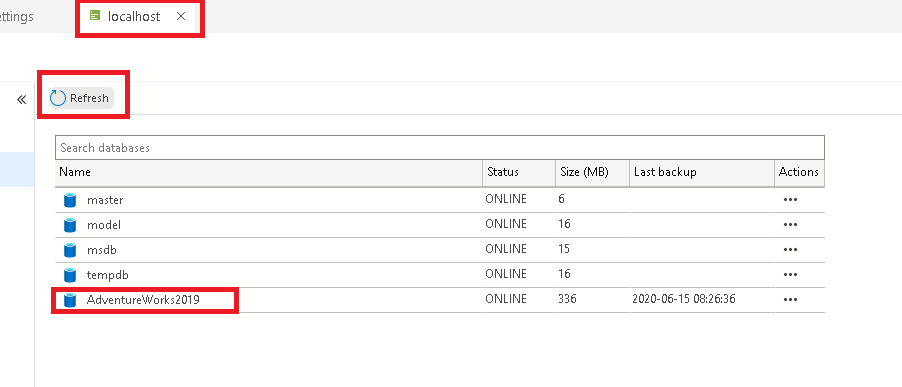 ettings localhost
Refresh
Search databases
Name Status Size (MB) Last backup Actions
master ONLINE 6
model ONLINE 16
msdb ONLINE 15
tempdb ONLINE 16
AdventureWorks2019 ONLINE 336 2020-06-15 08:26:36